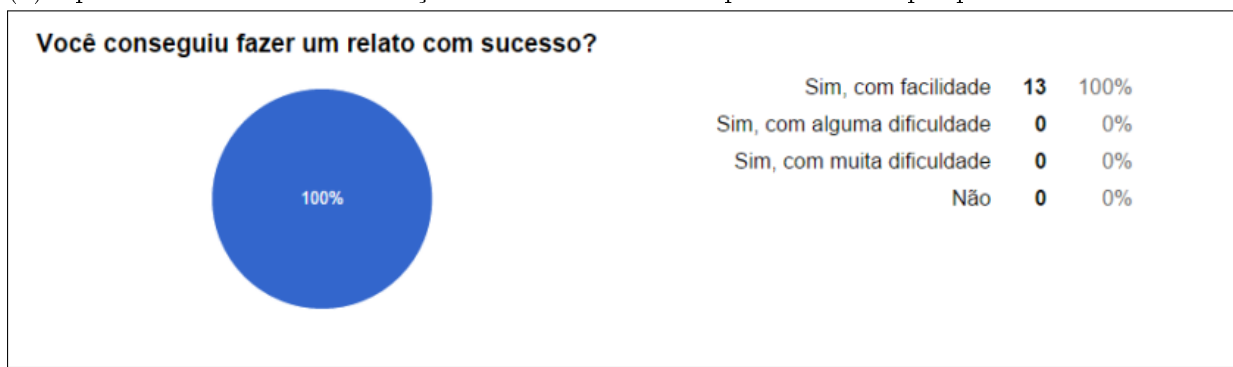 Você conseguiu fazer um relato com sucesso?
Sim, com facilidade 13 100%
Sim, com alguma dificuldade 0 0%
Sim, com muita dificuldade 0 0%
Não 0 0%
100%